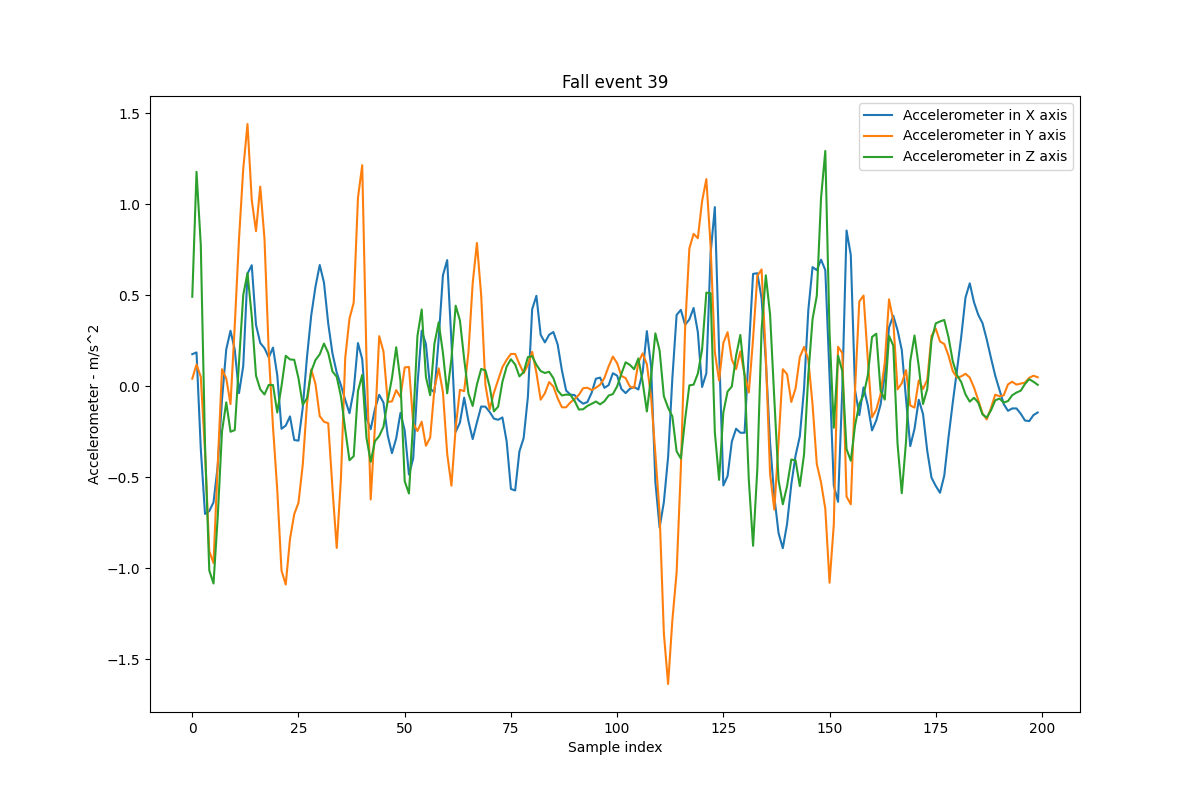 Fall event 39
Accelerometer in X axis
Accelerometer in Y axis
Accelerometer in Z axis
1.5
1.0
0.5
0.0
−0.5
−1.0
−1.5
Accelerometer - m/s^2
0 25 50 75 100 125 150 175 200
Sample index